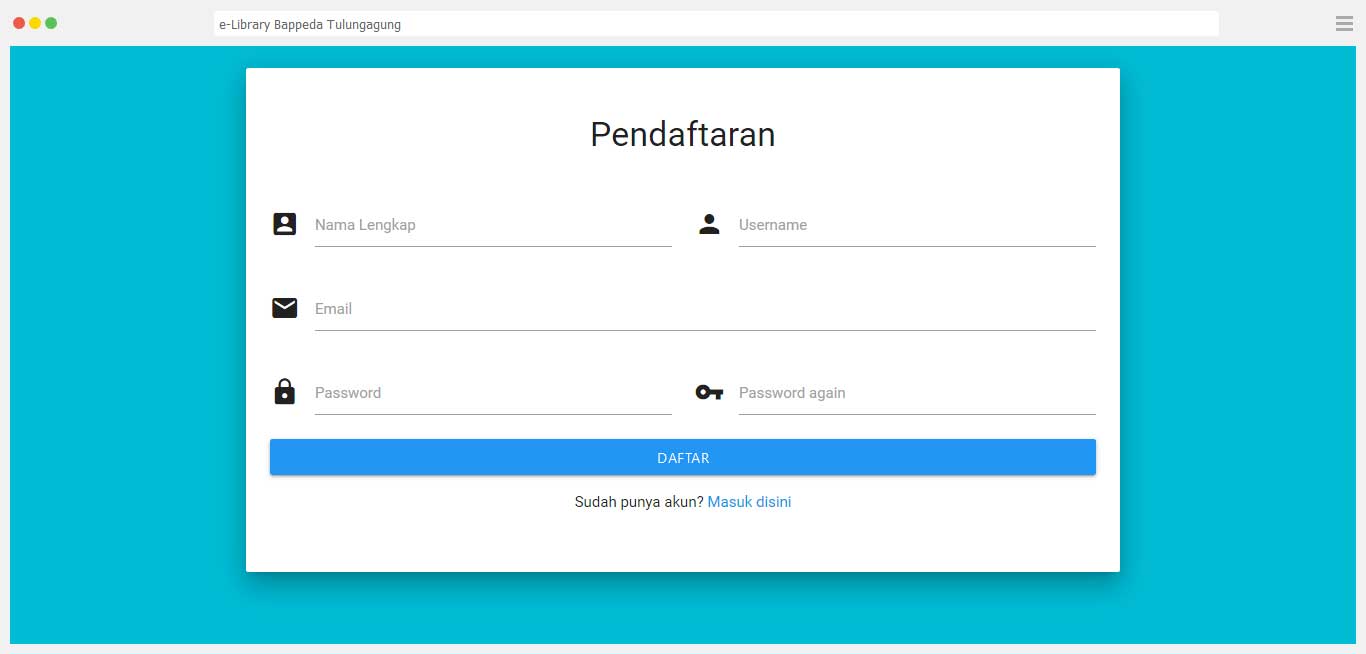 e-Library Bappeda Tulungagung
Pendaftaran
Nama Lengkap Username
Email
Password Password again
DAFTAR
Sudah punya akun? Masuk disini